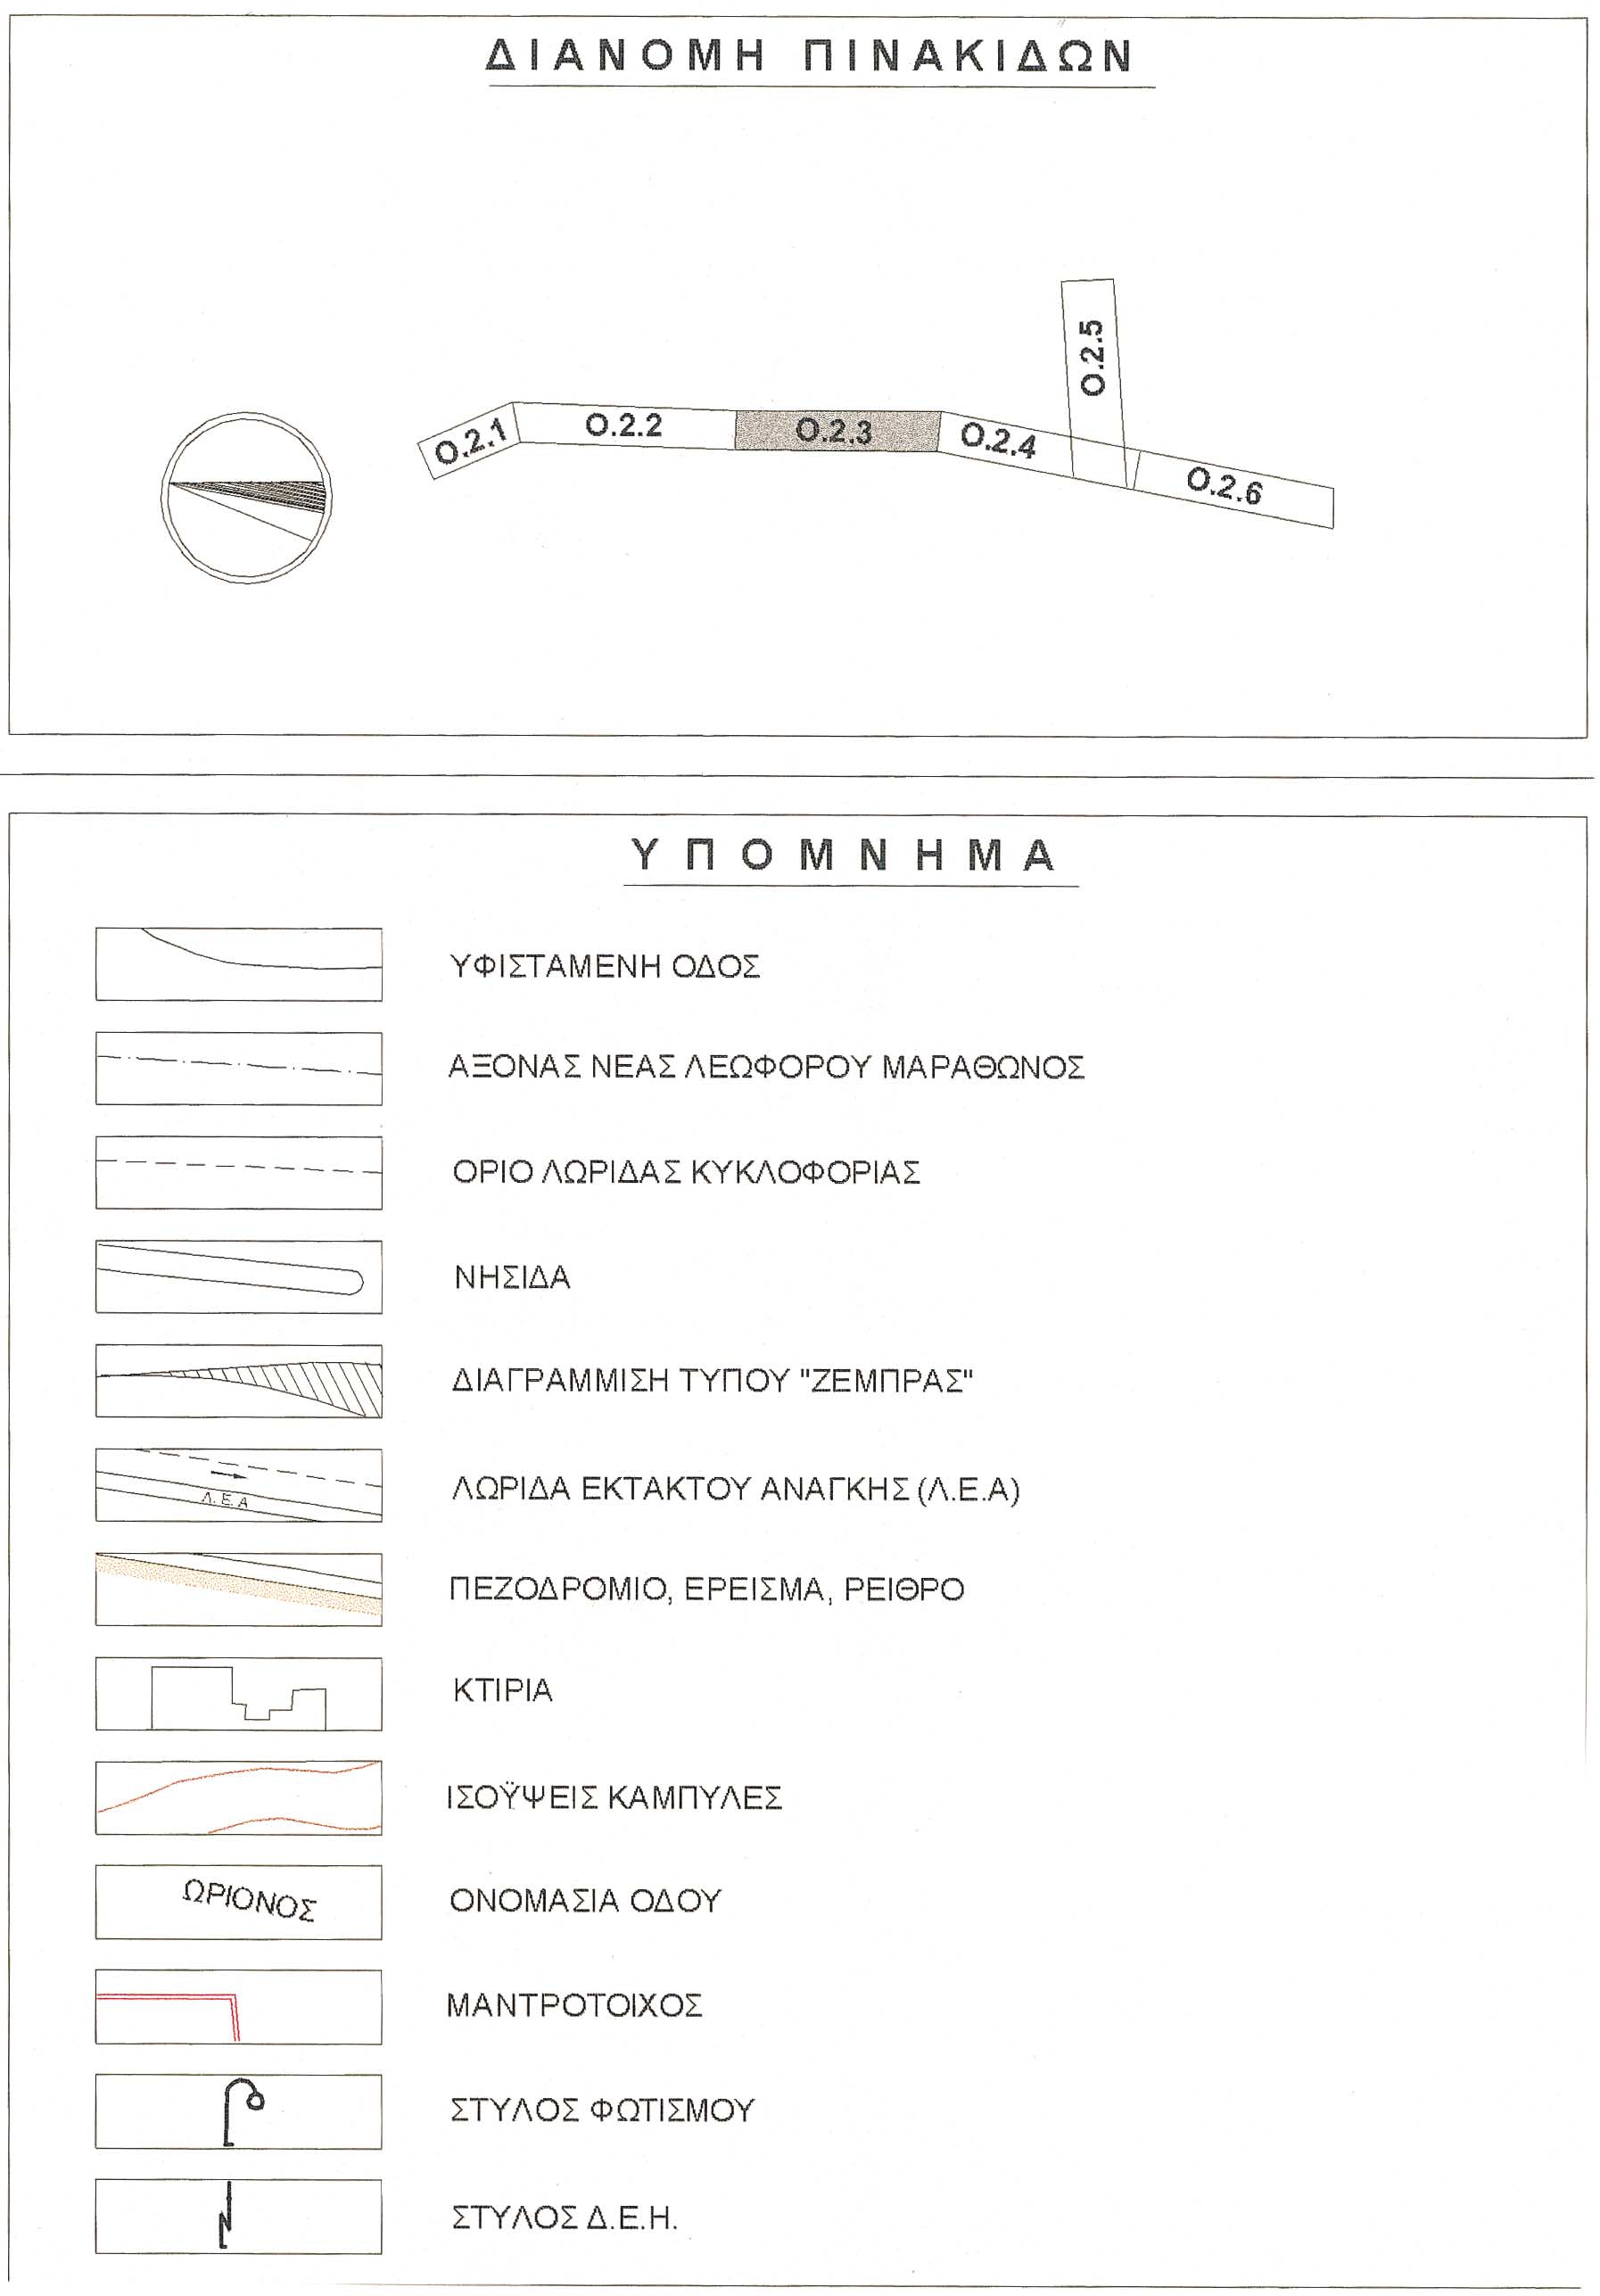 ΔΙΑΝΟΜΗ ΠΙΝΑΚΙΔΩΝ
Ο.2.1
Ο.2.2
Ο.2.3
Ο.2.4
Ο.2.5
Ο.2.6
ΥΠΟΜΝΗΜΑ
ΥΦΙΣΤΑΜΕΝΗ ΟΔΟΣ
ΑΞΟΝΑΣ ΝΕΑΣ ΛΕΩΦΟΡΟΥ ΜΑΡΑΘΩΝΟΣ
ΟΡΙΟ ΛΩΡΙΔΑΣ ΚΥΚΛΟΦΟΡΙΑΣ
ΝΗΣΙΔΑ
ΔΙΑΓΡΑΜΜΙΣΗ ΤΥΠΟΥ "ΖΕΜΠΡΑΣ"
Λ.Ε.Α
ΛΩΡΙΔΑ ΕΚΤΑΚΤΟΥ ΑΝΑΓΚΗΣ (Λ.Ε.Α)
ΠΕΖΟΔΡΟΜΙΟ, ΕΡΕΙΣΜΑ, ΡΕΙΘΡΟ
ΚΤΙΡΙΑ
ΙΣΟΫΨΕΙΣ ΚΑΜΠΥΛΕΣ
ΩΡΙΟΝΟΣ
ΟΝΟΜΑΣΙΑ ΟΔΟΥ
ΜΑΝΤΡΟΤΟΙΧΟΣ
ΣΤΥΛΟΣ ΦΩΤΙΣΜΟΥ
ΣΤΥΛΟΣ Δ.Ε.Η.